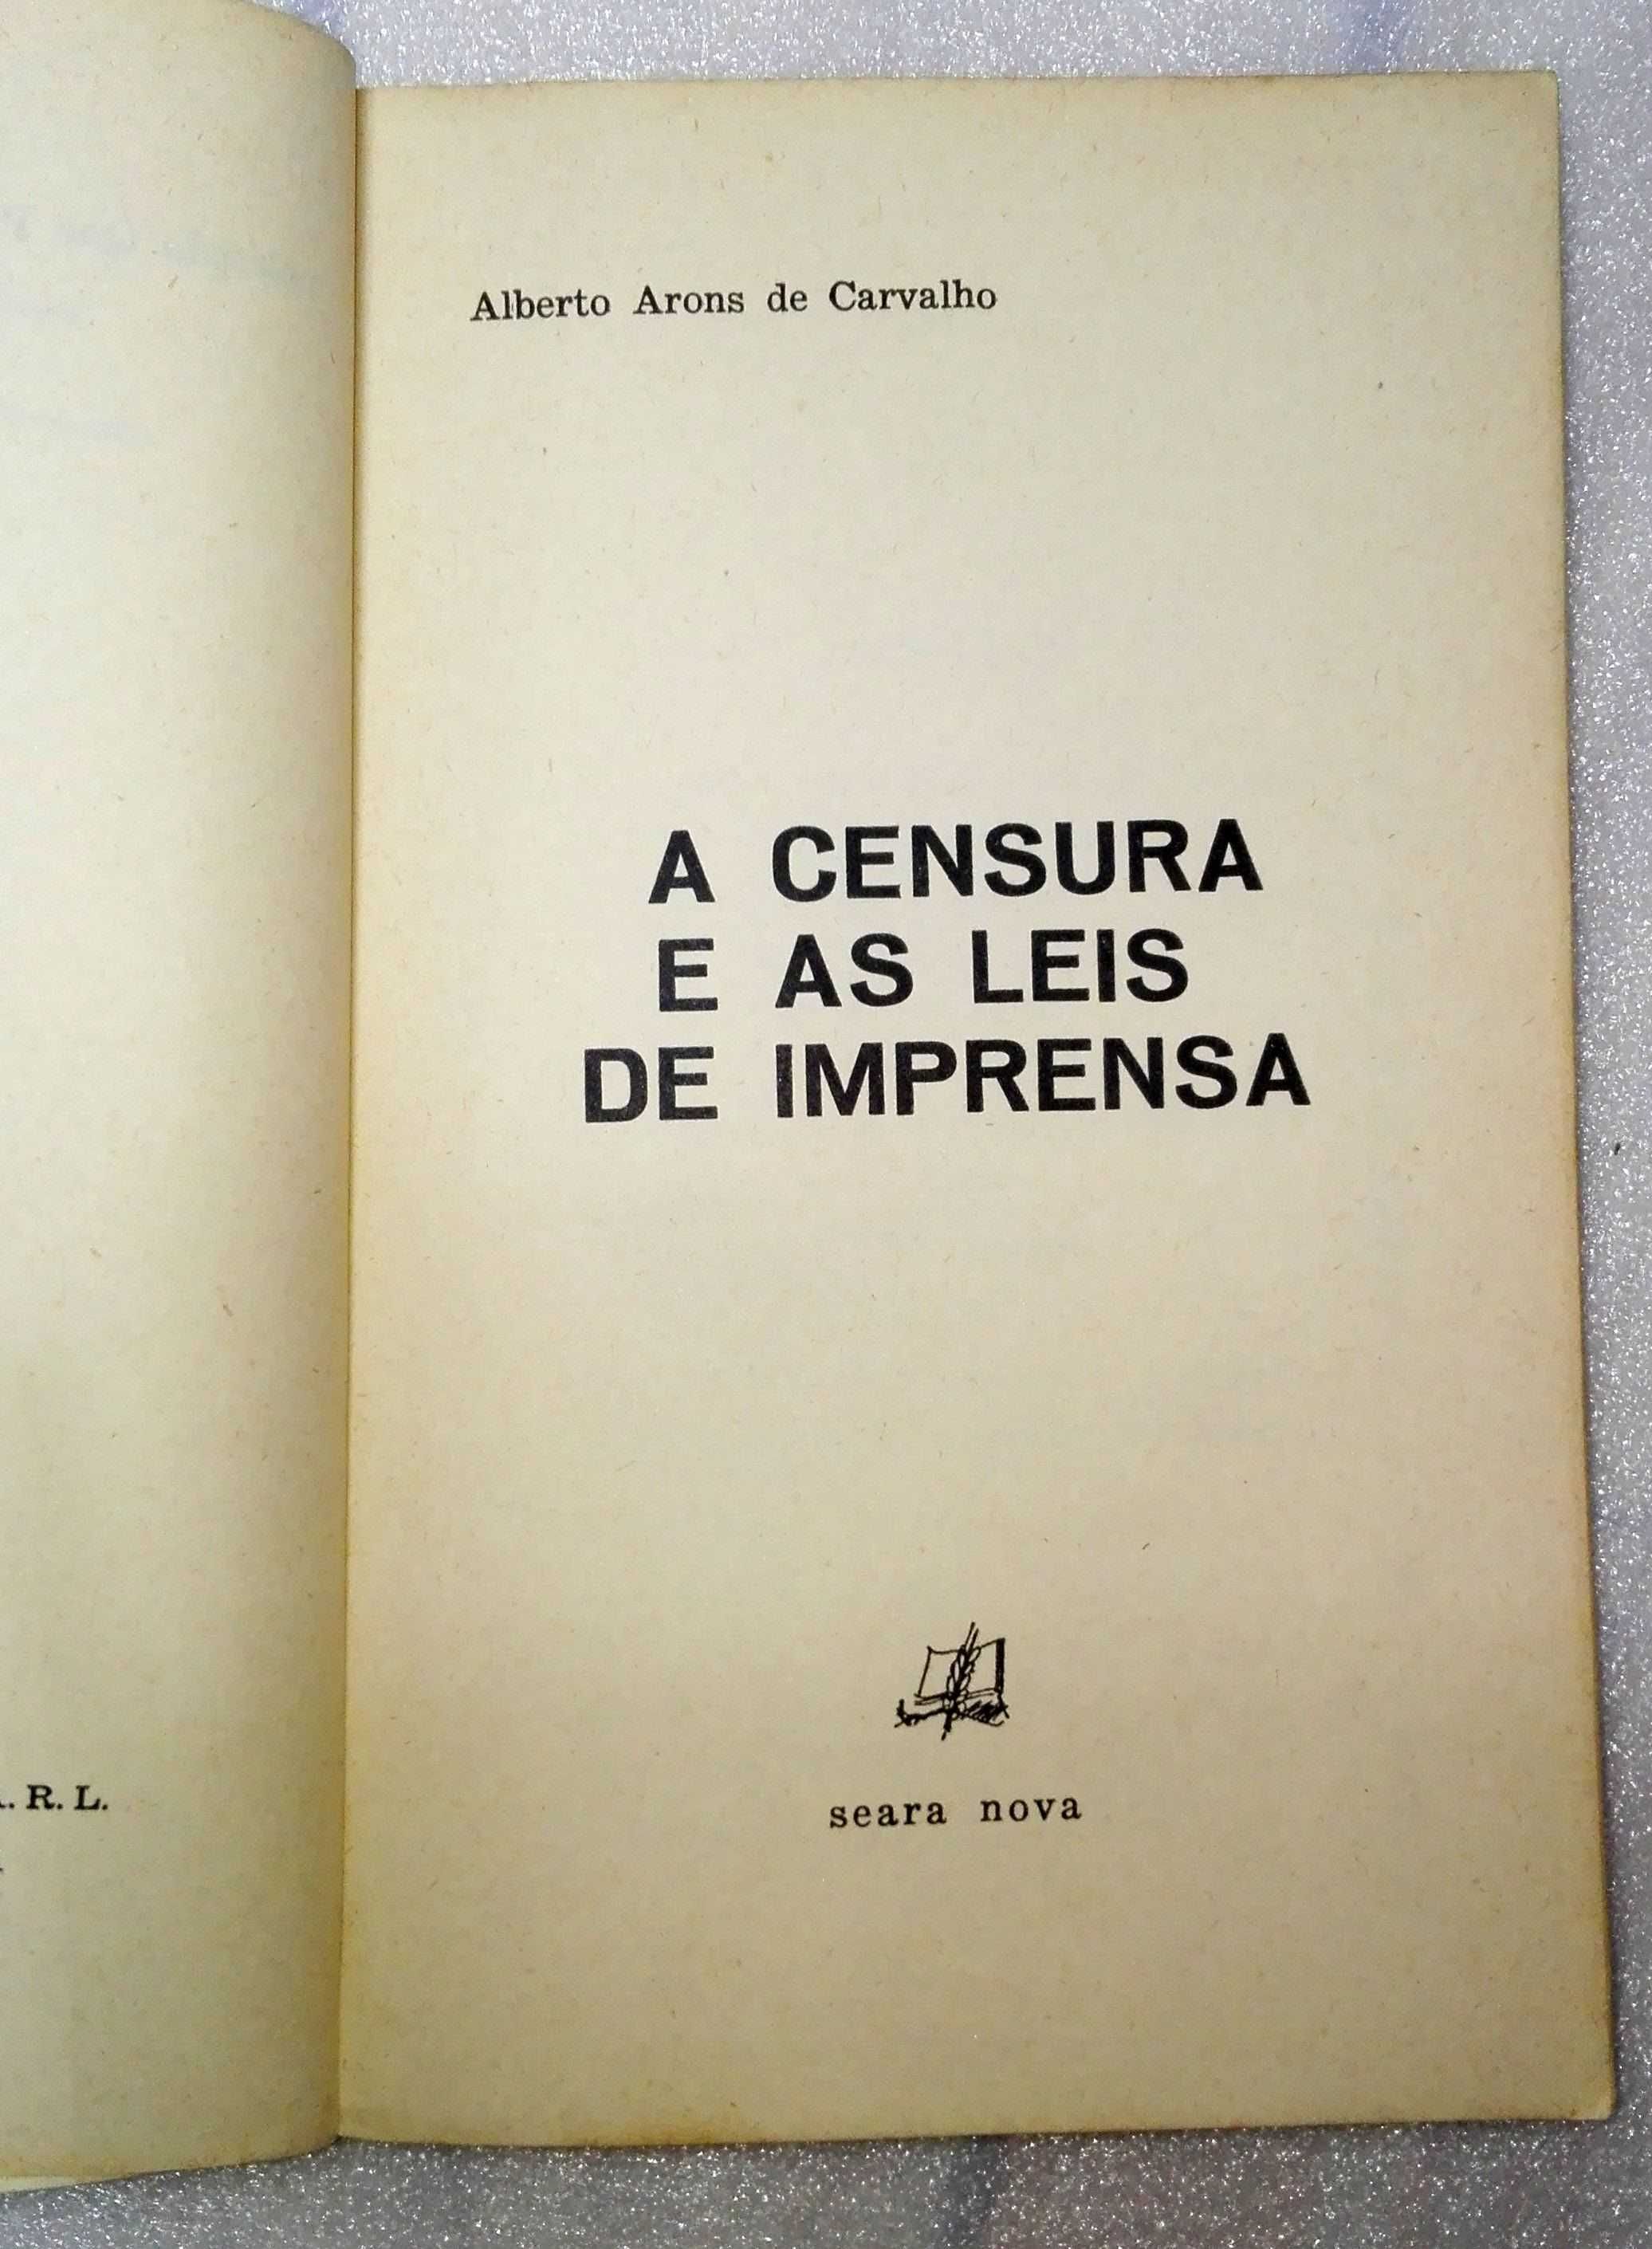 Alberto Arons de Carvalho
A CENSURA
E AS LEIS
DE IMPRENSA
seara nova
R. L.